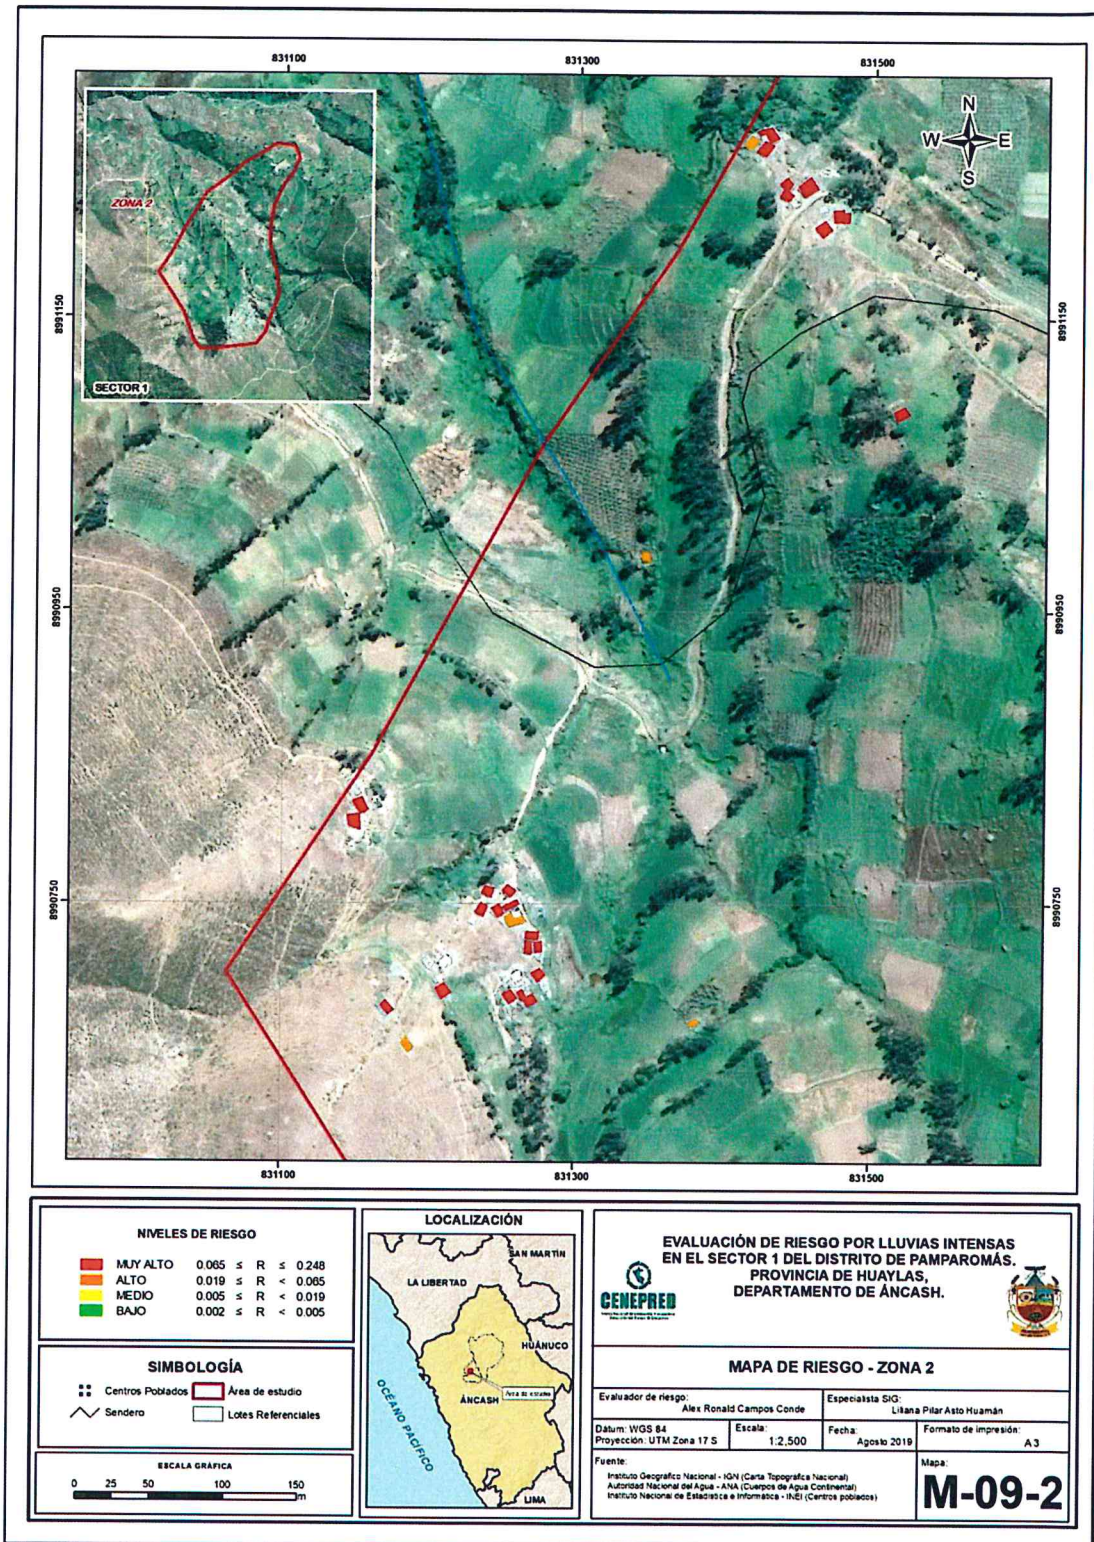 831100
831300
831500
N
W
E
S
ZONA 2
SECTOR 1
8991150
8991150
8990950
8990950
8990750
8990750
831100
831300
831500
NIVELES DE RIESGO
MUY ALTO 0.065 ≤ R ≤ 0.248
ALTO 0.019 ≤ R < 0.065
MEDIO 0.005 ≤ R < 0.019
BAJO 0.002 ≤ R < 0.005
SIMBOLOGÍA
Centros Poblados
Área de estudio
Sendero
Lotes Referenciales
ESCALA GRÁFICA
0 25 50 100 150
m
LOCALIZACIÓN
SAN MARTÍN
LA LIBERTAD
HUÁNUCO
Área de estudio
ÁNCASH
OCÉANO PACÍFICO
LIMA
EVALUACIÓN DE RIESGO POR LLUVIAS INTENSAS
EN EL SECTOR 1 DEL DISTRITO DE PAMPAROMÁS.
PROVINCIA DE HUAYLAS,
DEPARTAMENTO DE ÁNCASH.
CENEPRED
MAPA DE RIESGO - ZONA 2
Evaluador de riesgo:
Alex Ronald Campos Conde
Especialista SIG:
Liliana Pilar Asto Huamán
Datum: WGS 84
Proyección: UTM Zona 17 S
Escala:
1:2,500
Fecha:
Agosto 2019
Formato de impresión:
A3
Fuente:
Instituto Geográfico Nacional - IGN (Carta Topográfica Nacional)
Autoridad Nacional del Agua - ANA (Cuerpos de Agua Continental)
Instituto Nacional de Estadística e Informática - INEI (Centros poblados)
Mapa:
M-09-2